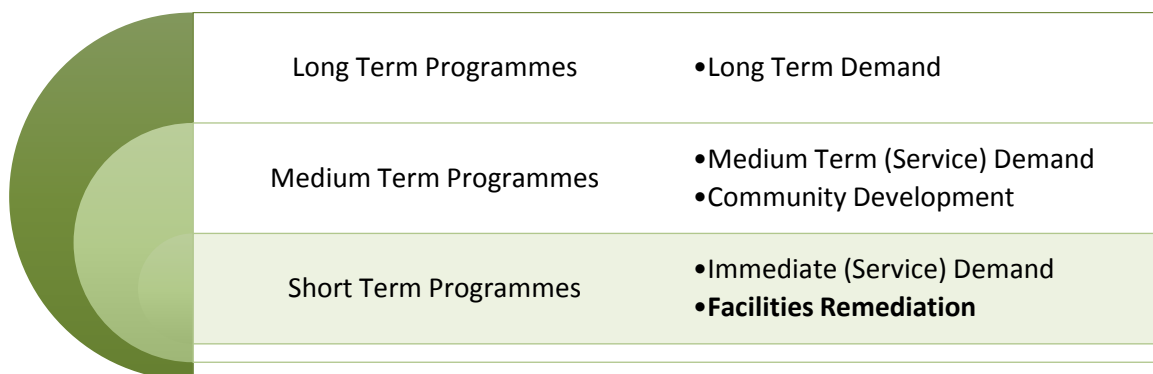 Long Term Programmes
•Long Term Demand
Medium Term Programmes
•Medium Term (Service) Demand
•Community Development
Short Term Programmes
•Immediate (Service) Demand
•Facilities Remediation